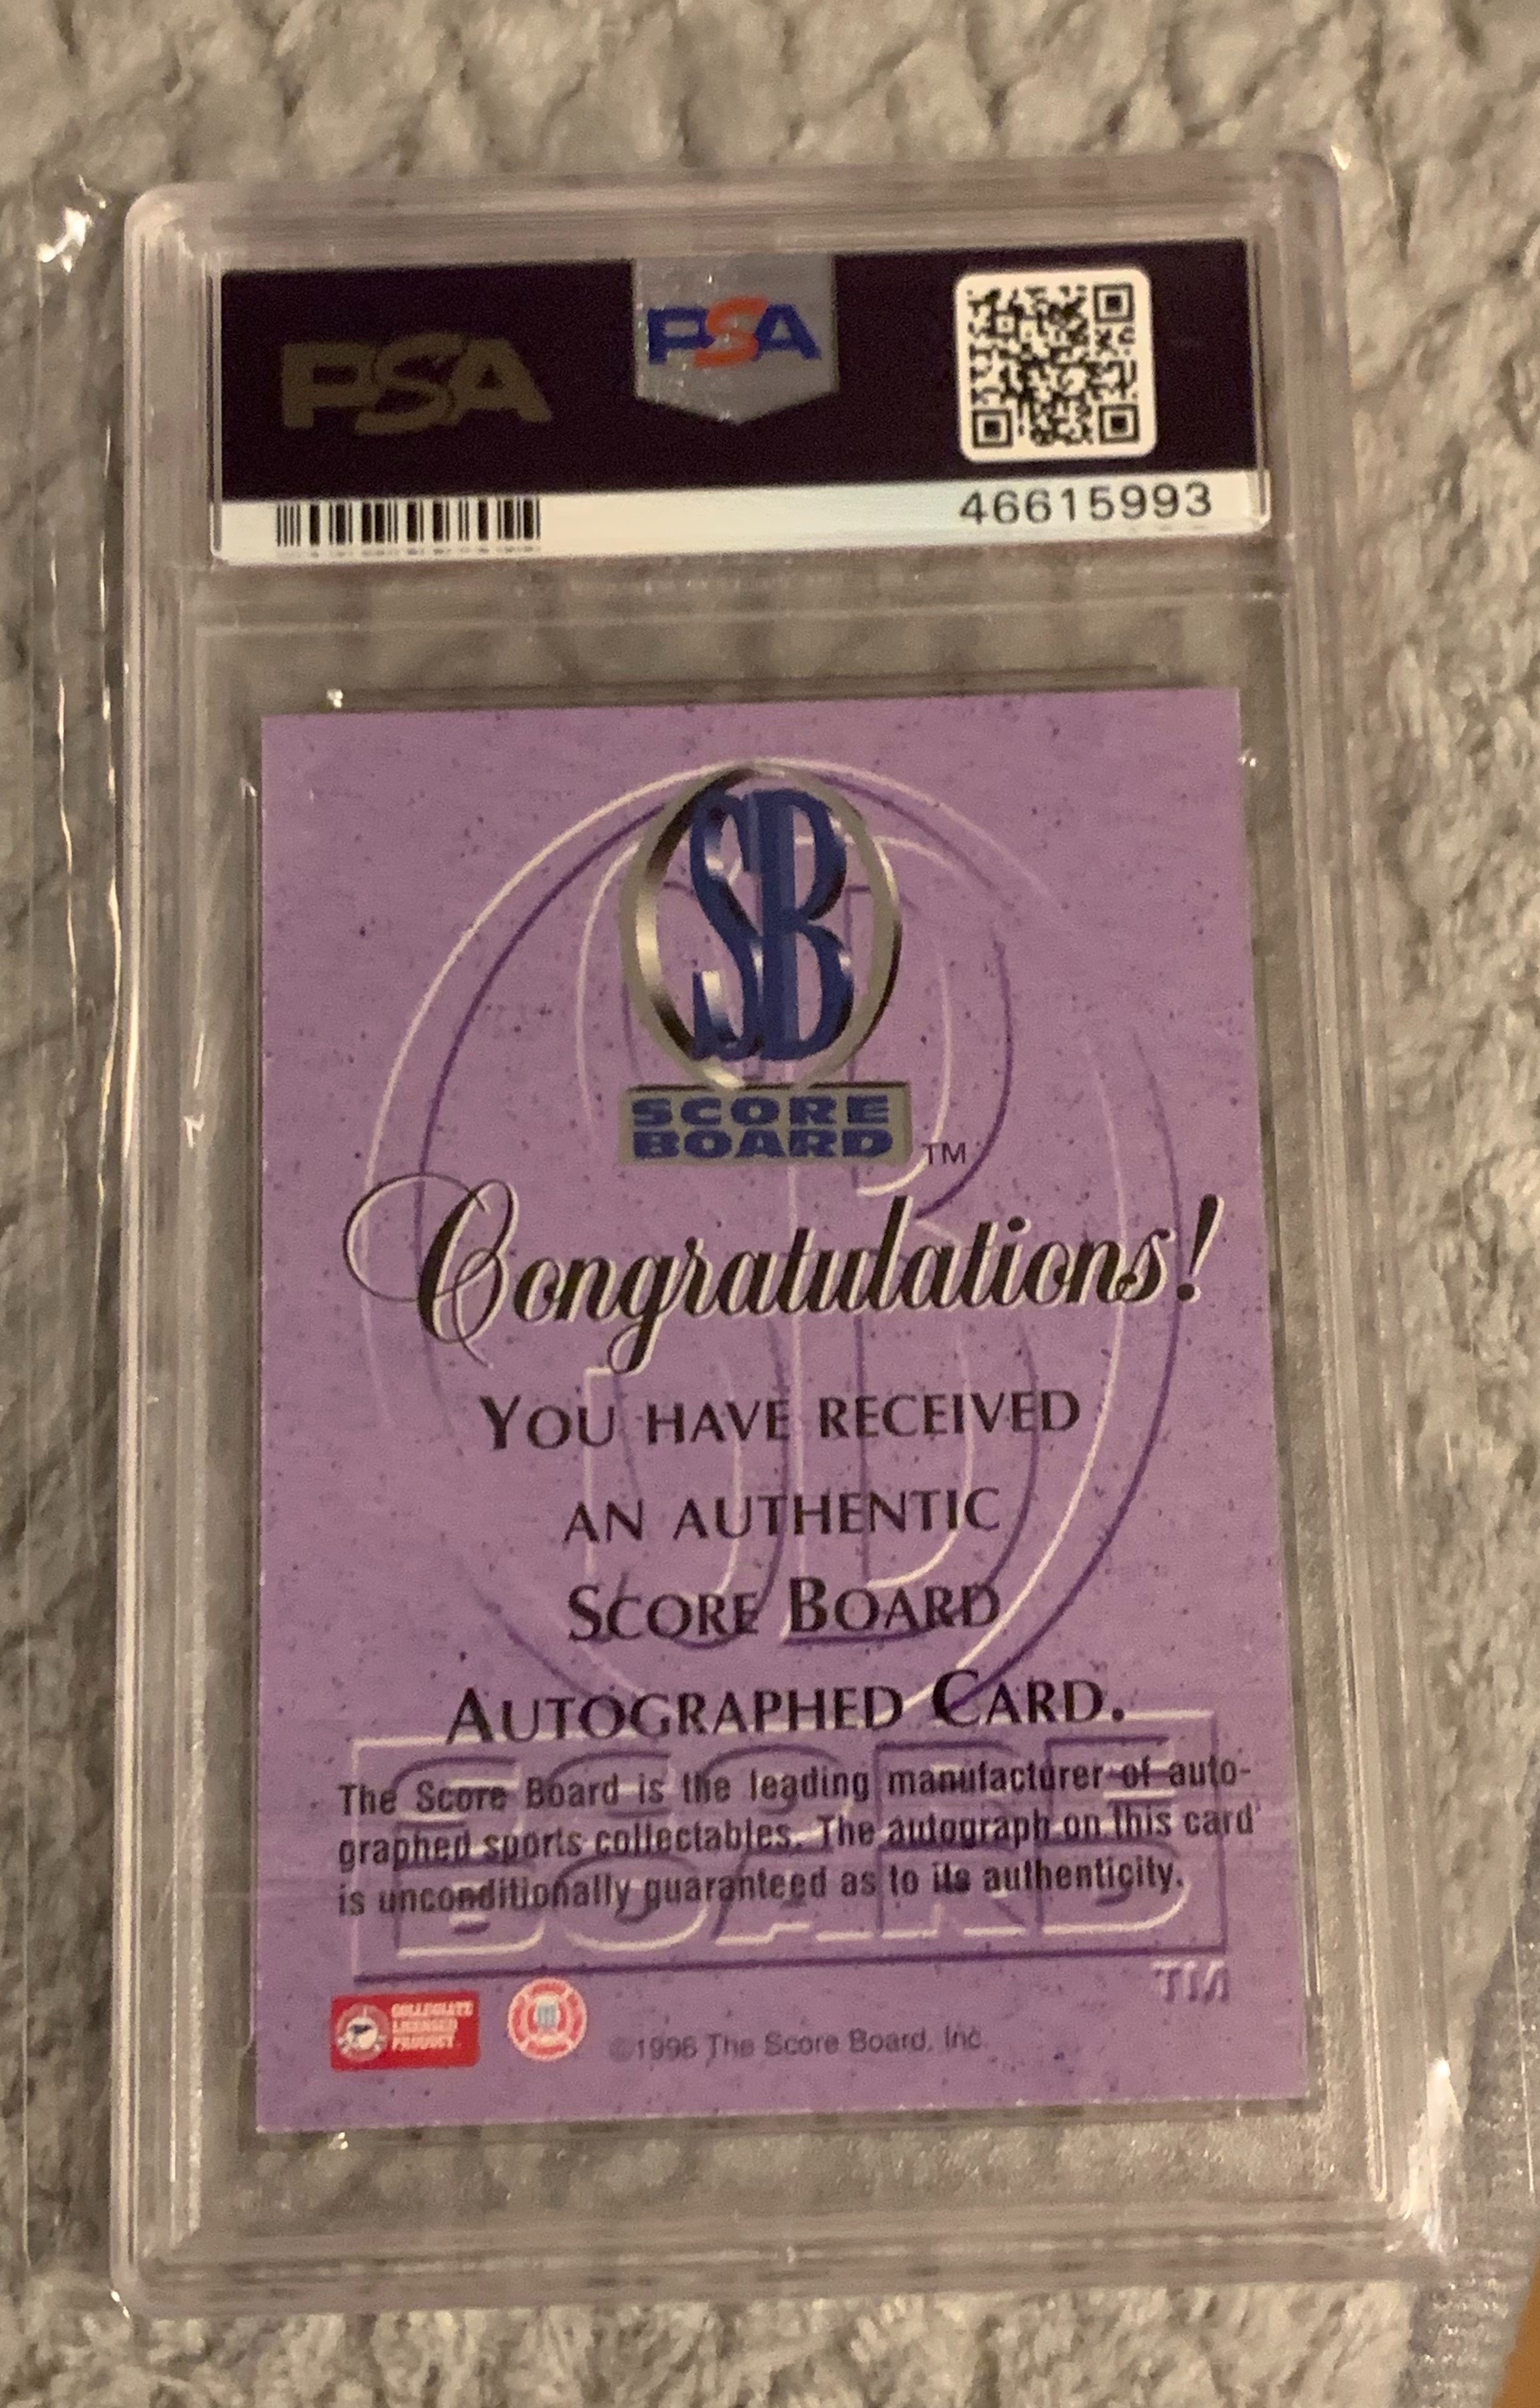 PSA
PSA
46615993
SB
SCORE
BOARD
TM
Congratulations!
YOU HAVE RECEIVED
AN AUTHENTIC
SCORE BOARD
AUTOGRAPHED CARD.
The Score Board is the leading manufacturer of auto-
graphed sports collectables. The autograph on this card
is unconditionally guaranteed as to its authenticity.
SCORE
BOARD
TM
COLLEGIATE
LICENSED
PRODUCT
©1996 The Score Board, Inc.